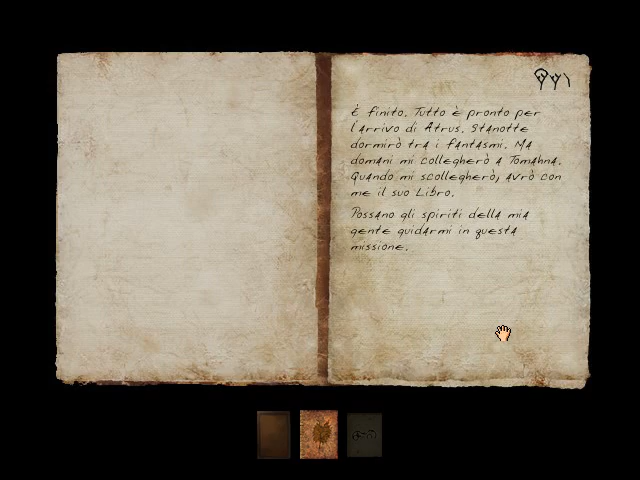 È finito. Tutto è pronto per
l'arrivo di Atrus. Stanotte
dormirò tra i fantasmi. Ma
domani mi collegherò a Tomahna.
Quando mi scollegherò, avrò con
me il suo Libro.
Possano gli spiriti della mia
gente guidarmi in questa
missione.